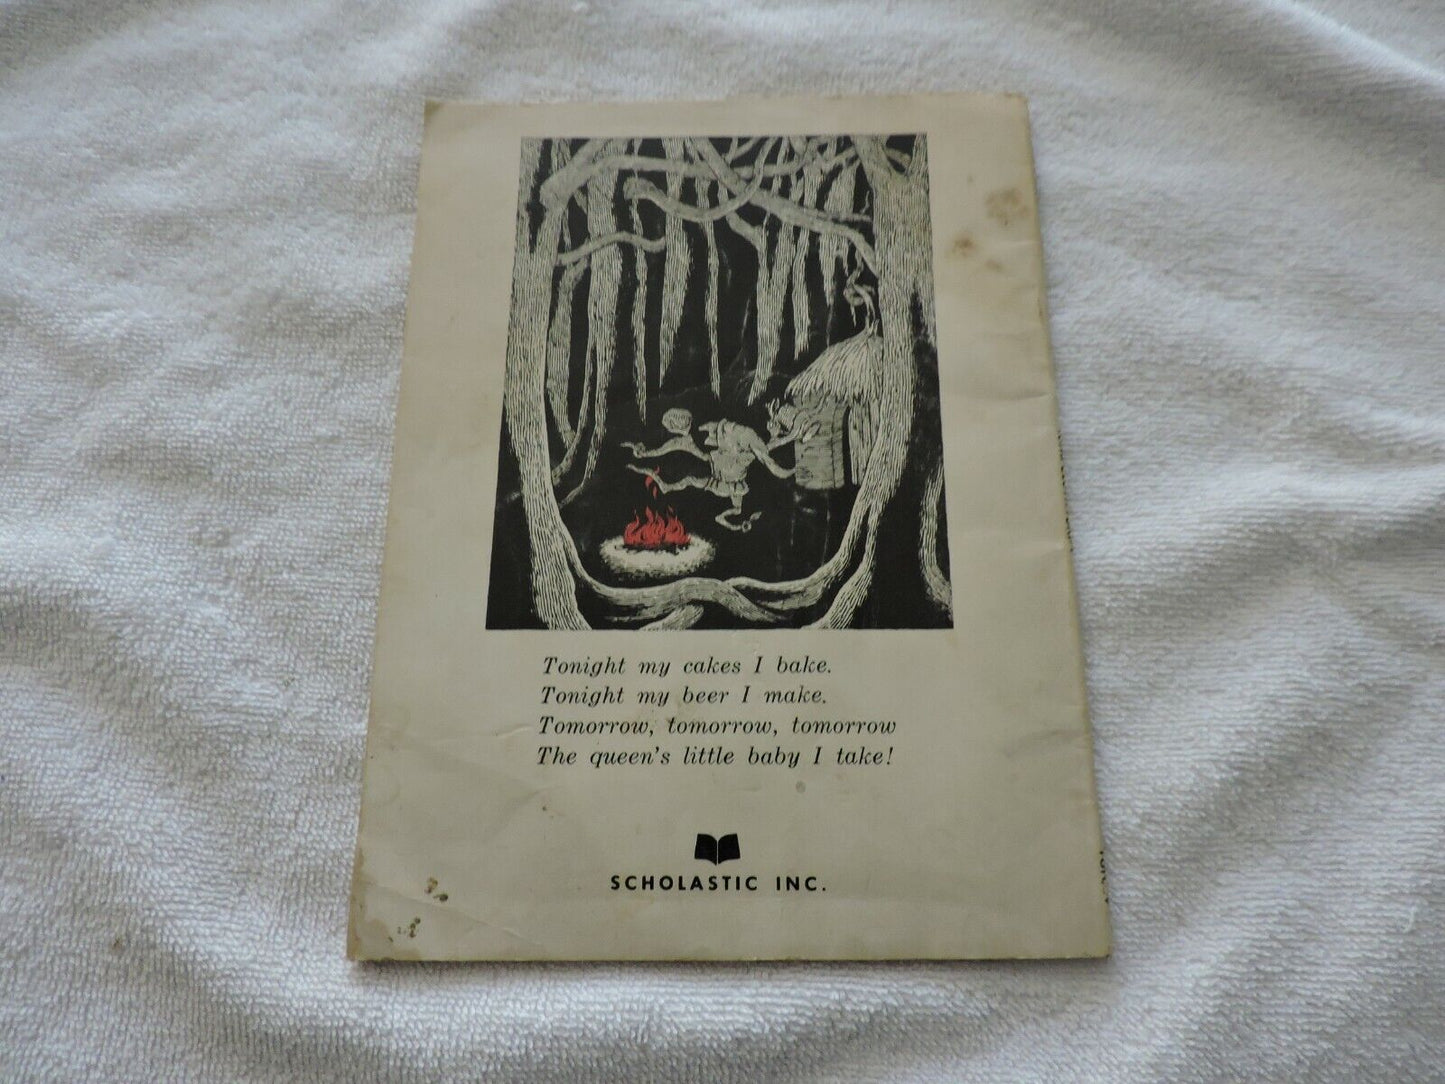 Tonight my cakes I bake.
Tonight my beer I make.
Tomorrow, tomorrow, tomorrow
The queen's little baby I take!
SCHOLASTIC INC.